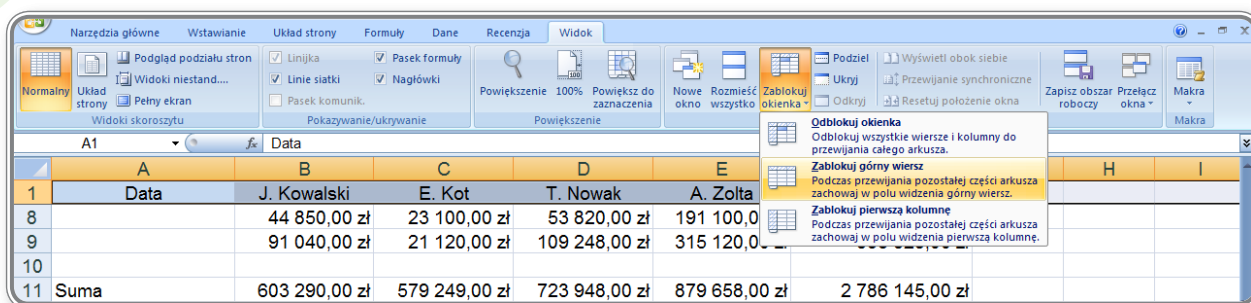 Narzędzia główne Wstawianie Układ strony Formuły Dane Recenzja Widok
Normalny
Układ strony
Podgląd podziału stron
Widoki niestand....
Pełny ekran
Widoki skoroszytu
Linijka
Linie siatki
Pasek komunik.
Pasek formuły
Nagłówki
Pokazywanie/ukrywanie
Powiększenie
100%
Powiększ do zaznaczenia
Powiększenie
Nowe okno
Rozmieść wszystko
Zablokuj okienka
Podziel
Ukryj
Odkryj
Wyświetl obok siebie
Przewijanie synchroniczne
Resetuj położenie okna
Zapisz obszar roboczy
Przełącz okna
Makra
Makra
Odblokuj okienka
Odblokuj wszystkie wiersze i kolumny do
przewijania całego arkusza.
Zablokuj górny wiersz
Podczas przewijania pozostałej części arkusza
zachowaj w polu widzenia górny wiersz.
Zablokuj pierwszą kolumnę
Podczas przewijania pozostałej części arkusza
zachowaj w polu widzenia pierwszą kolumnę.
A1 fx Data
A B C D E H I
1 Data J. Kowalski E. Kot T. Nowak A. Zolta
8 44 850,00 zł 23 100,00 zł 53 820,00 zł 191 100,0
9 91 040,00 zł 21 120,00 zł 109 248,00 zł 315 120,00 zł
10
11 Suma 603 290,00 zł 579 249,00 zł 723 948,00 zł 879 658,00 zł 2 786 145,00 zł